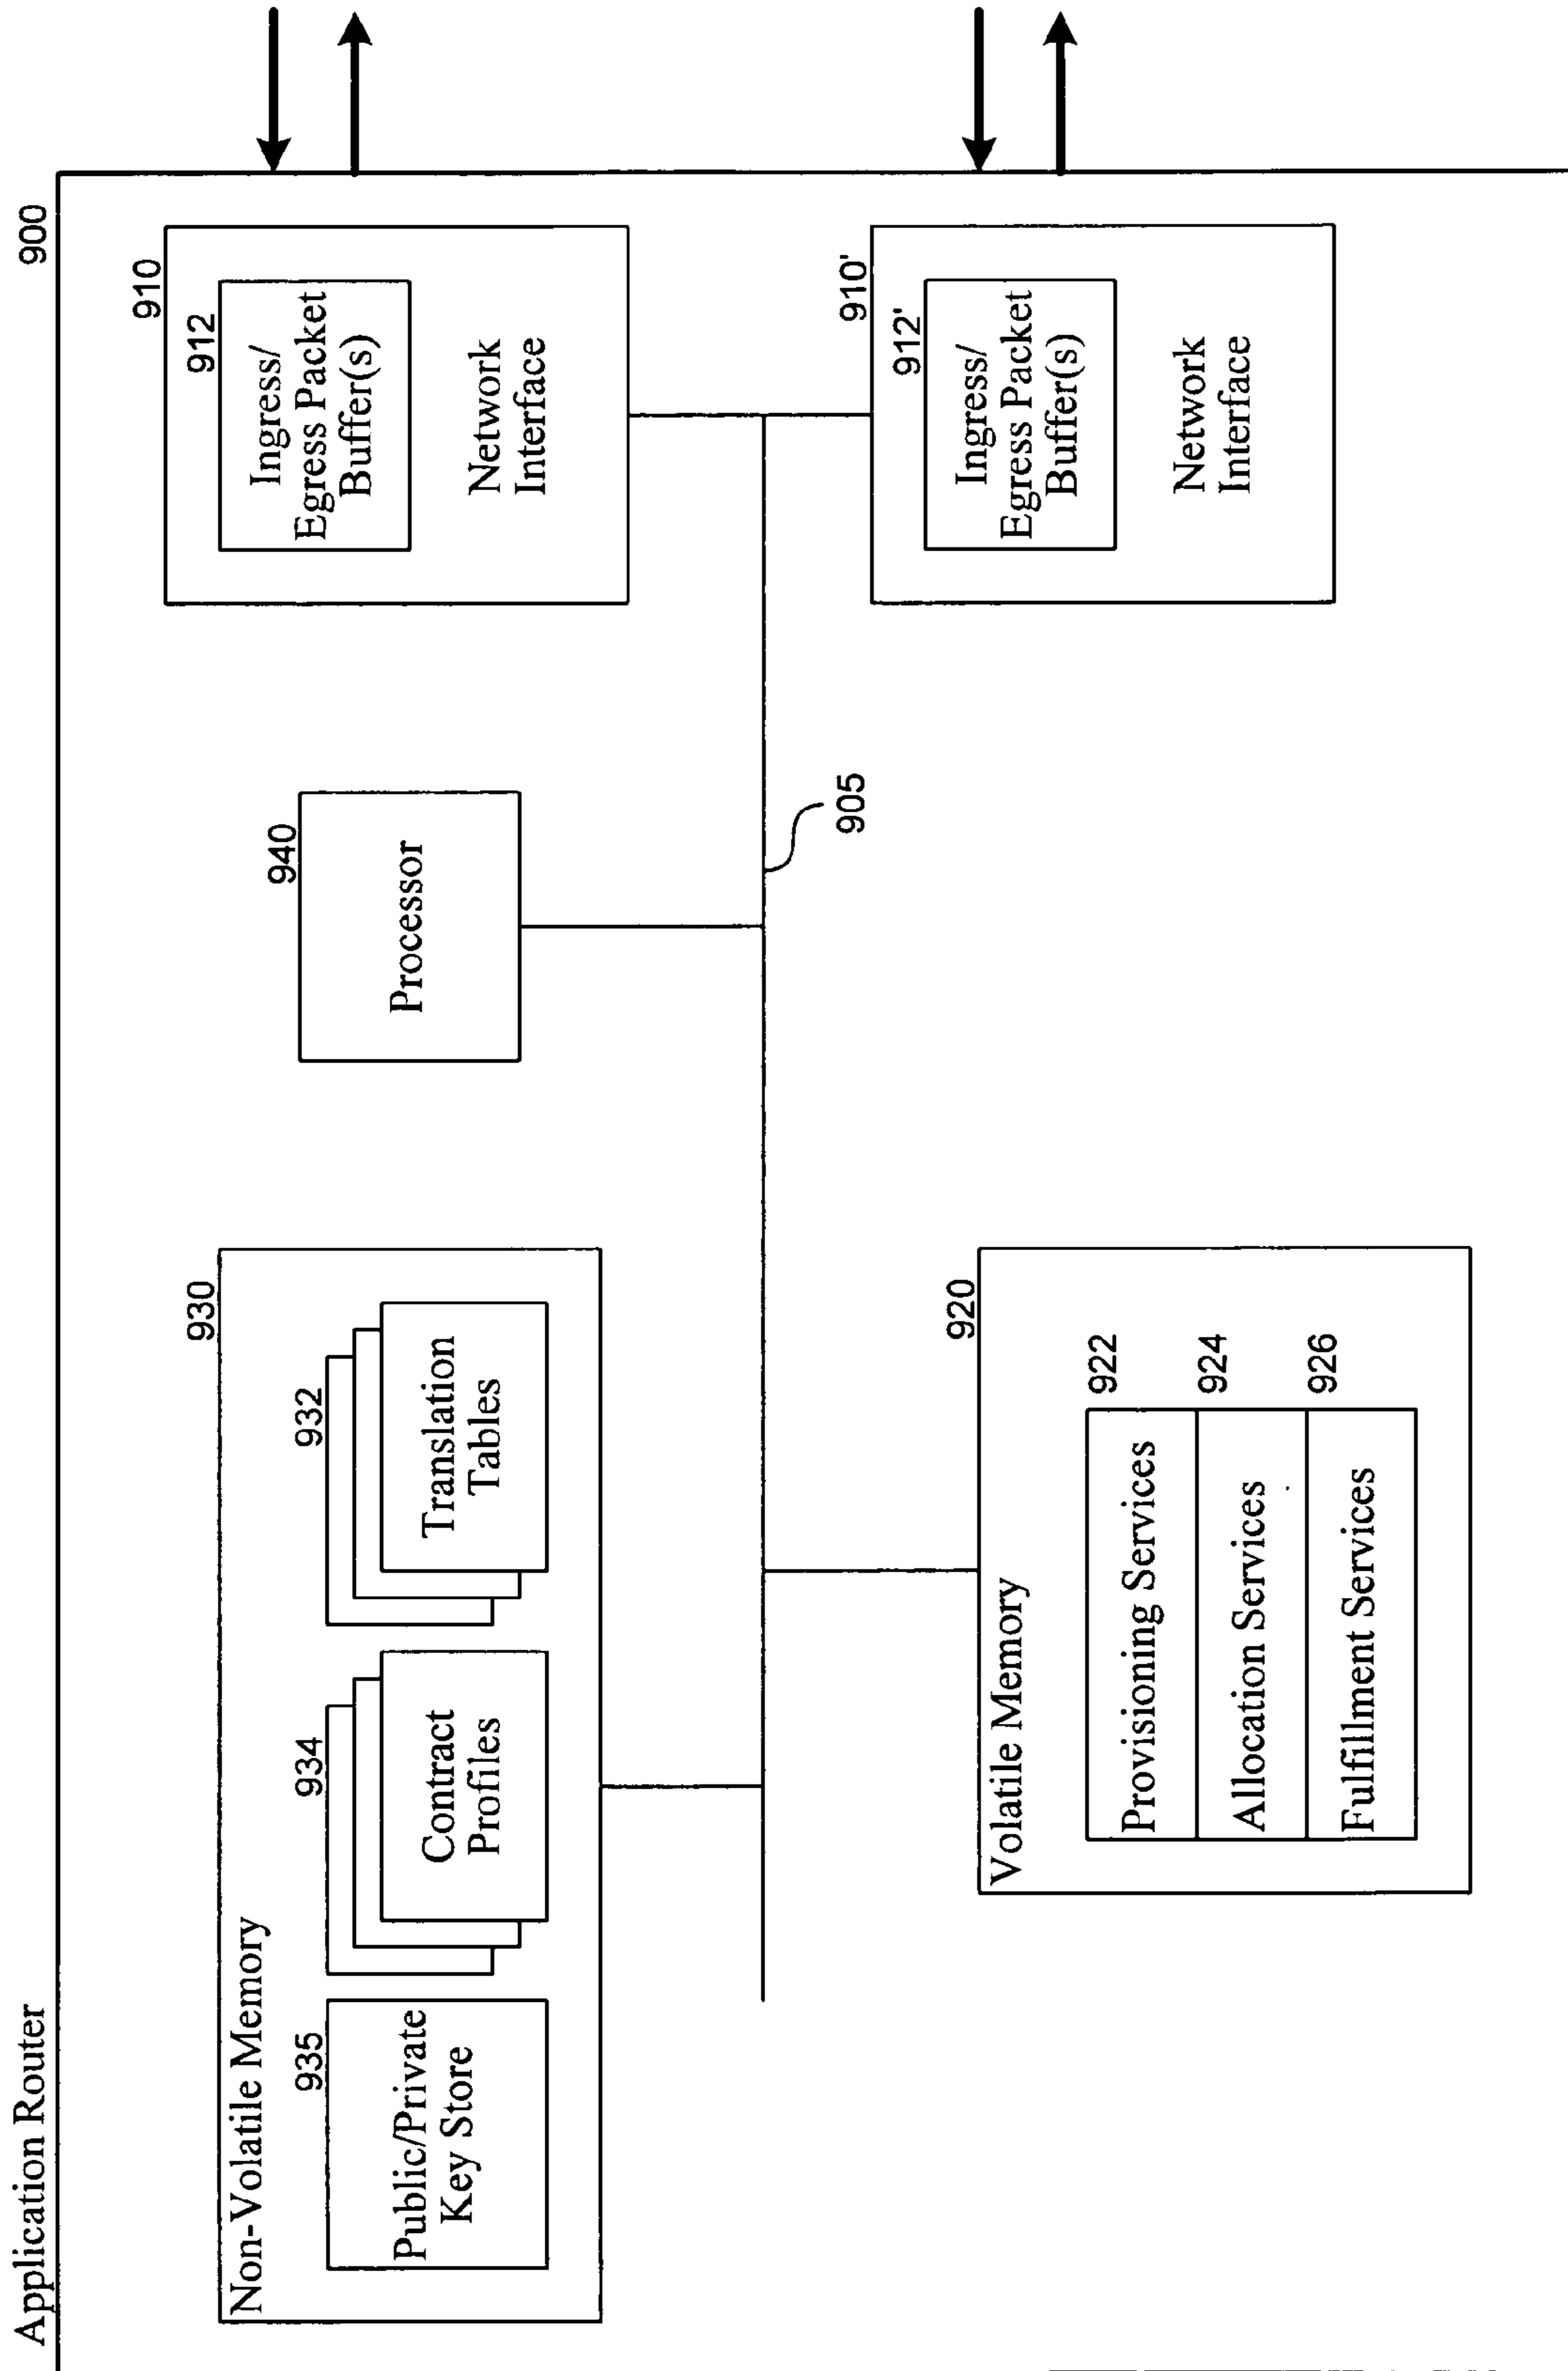 Application Router
900
Non-Volatile Memory
930
935
Public/Private
Key Store
934
Contract
Profiles
932
Translation
Tables
940
Processor
910
912
Ingress/
Egress Packet
Buffer(s)
Network
Interface
905
Volatile Memory
920
Provisioning Services
922
Allocation Services
924
Fulfillment Services
926
910'
912'
Ingress/
Egress Packet
Buffer(s)
Network
Interface